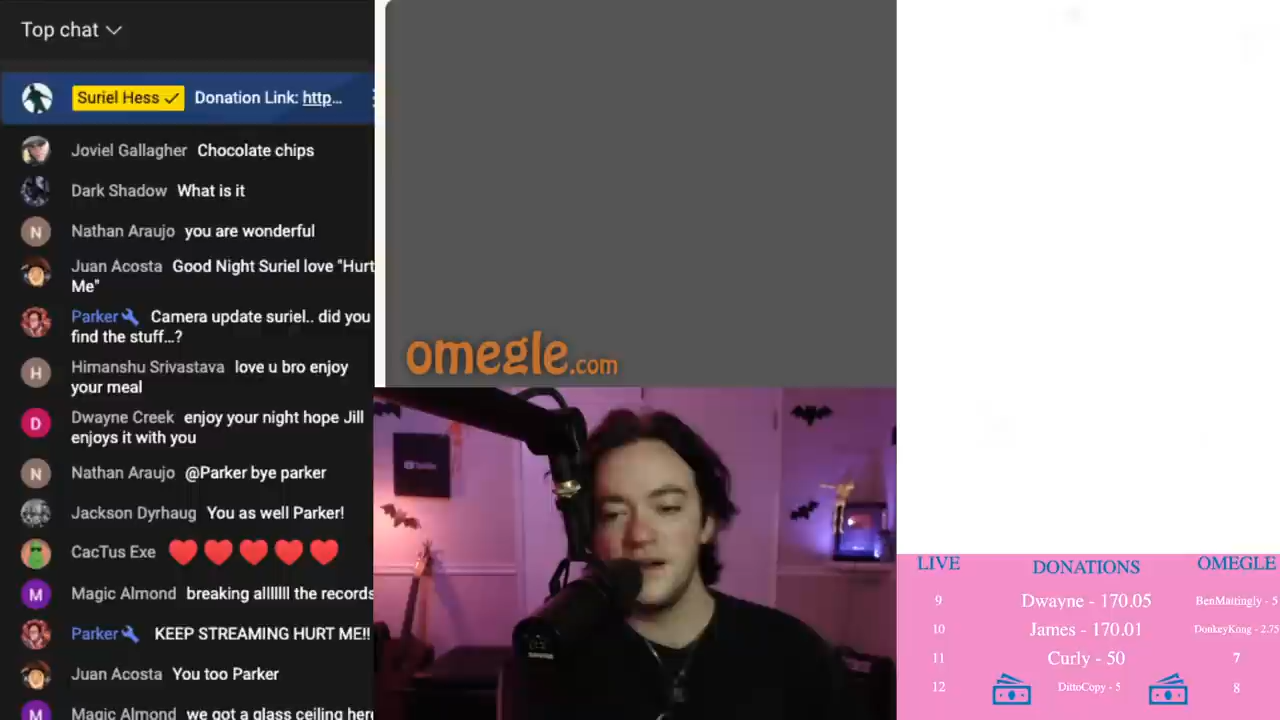 Top chat
Suriel Hess Donation Link: http...
Joviel Gallagher Chocolate chips
Dark Shadow What is it
N Nathan Araujo you are wonderful
Juan Acosta Good Night Suriel love "Hurt
Me"
Parker Camera update suriel.. did you
find the stuff...?
H Himanshu Srivastava love u bro enjoy
your meal
D Dwayne Creek enjoy your night hope Jill
enjoys it with you
N Nathan Araujo @Parker bye parker
Jackson Dyrhaug You as well Parker!
CacTus Exe
M Magic Almond breaking alllllll the records
Parker KEEP STREAMING HURT ME!!
Juan Acosta You too Parker
M Magic Almond we got a glass ceiling here
omegle.com
LIVE DONATIONS OMEGLE
9 Dwayne - 170.05 BenMattingly - 5
10 James - 170.01 DonkeyKong - 2.75
11 Curly - 50 7
12 DittoCopy - 5 8